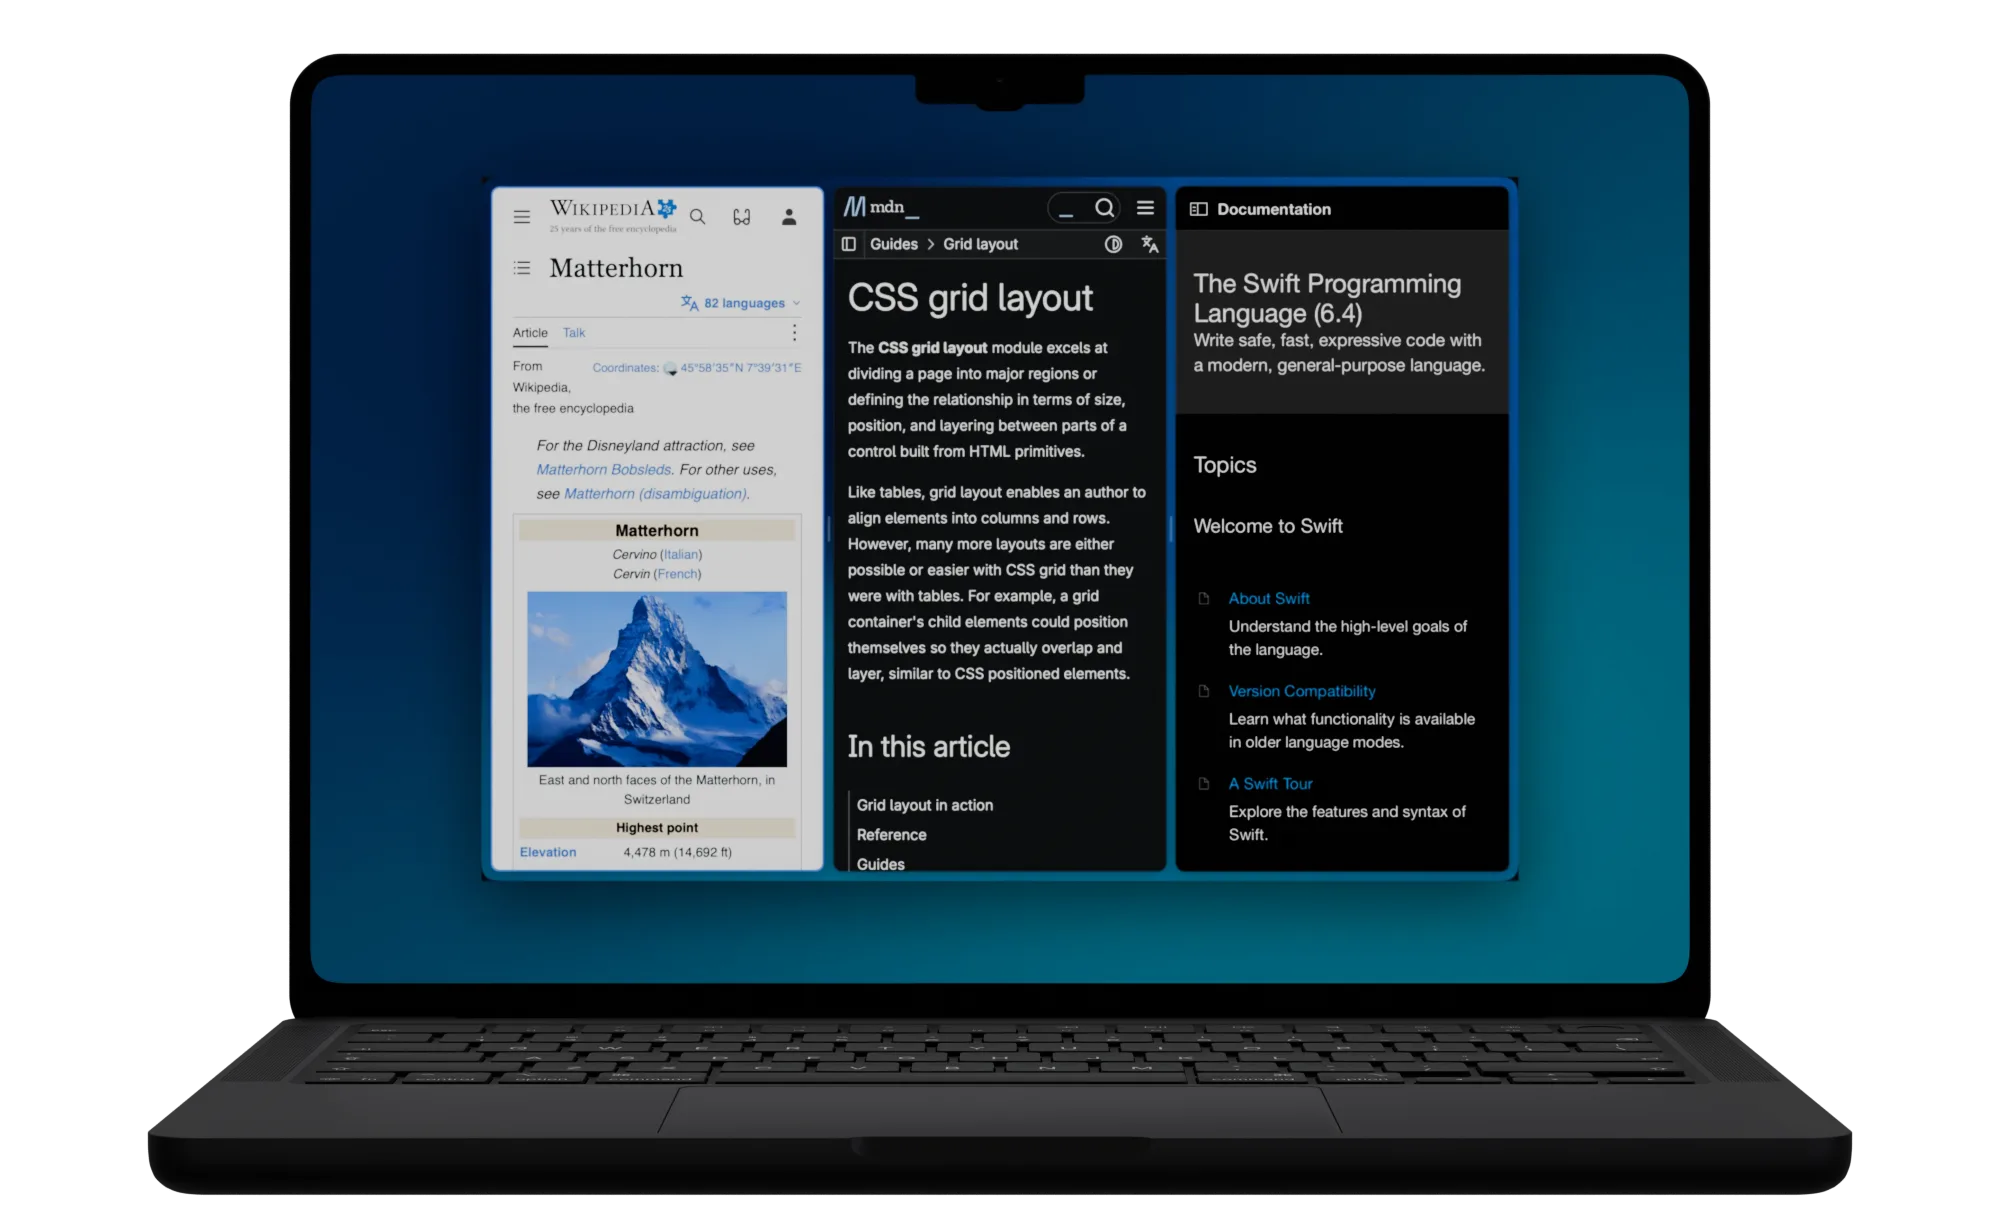 WIKIPEDIA
25 years of the free encyclopedia
Matterhorn
82 languages
Article Talk
From
Wikipedia,
the free encyclopedia
Coordinates: 45°58′35″N 7°39′31″E
For the Disneyland attraction, see
Matterhorn Bobsleds. For other uses,
see Matterhorn (disambiguation).
Matterhorn
Cervino (Italian)
Cervin (French)
East and north faces of the Matterhorn, in
Switzerland
Highest point
Elevation 4,478 m (14,692 ft)
mdn_
Guides > Grid layout
CSS grid layout
The CSS grid layout module excels at
dividing a page into major regions or
defining the relationship in terms of size,
position, and layering between parts of a
control built from HTML primitives.
Like tables, grid layout enables an author to
align elements into columns and rows.
However, many more layouts are either
possible or easier with CSS grid than they
were with tables. For example, a grid
container's child elements could position
themselves so they actually overlap and
layer, similar to CSS positioned elements.
In this article
Grid layout in action
Reference
Guides
Documentation
The Swift Programming
Language (6.4)
Write safe, fast, expressive code with
a modern, general-purpose language.
Topics
Welcome to Swift
About Swift
Understand the high-level goals of
the language.
Version Compatibility
Learn what functionality is available
in older language modes.
A Swift Tour
Explore the features and syntax of
Swift.